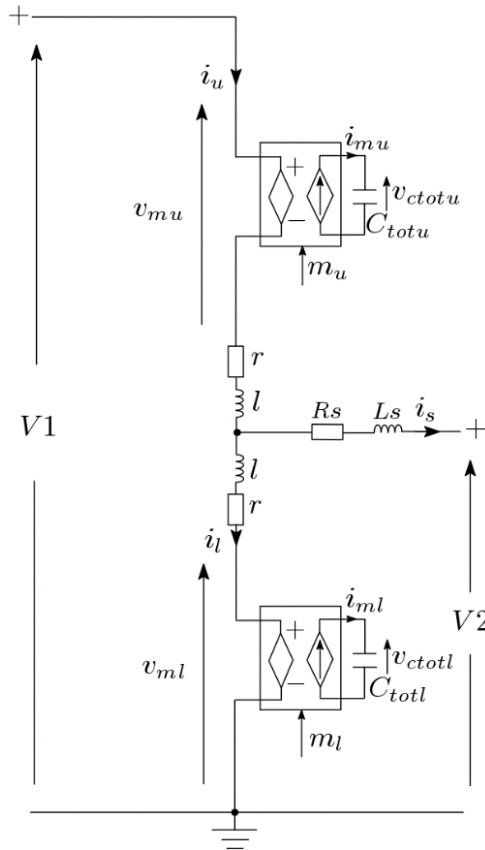 +
i_u
i_mu
v_mu
+
−
v_ctotu
C_totu
m_u
r
l
V1
Rs Ls i_s
+
l
r
i_l
i_ml
V2
+
−
v_ml
v_ctotl
C_totl
m_l